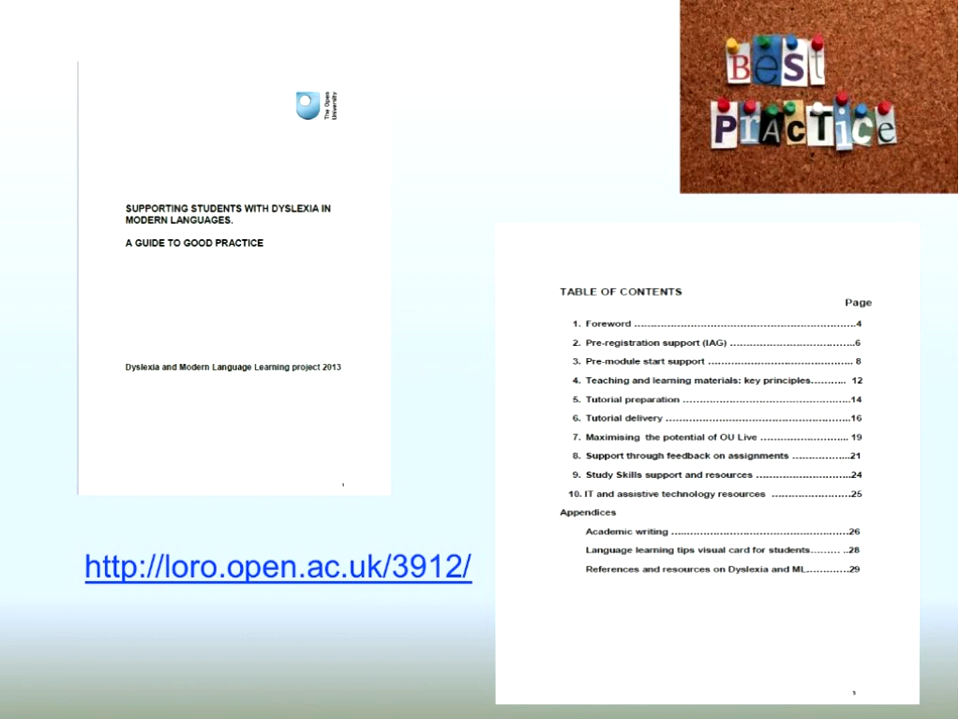 Best
PrAcTice
The Open
University
SUPPORTING STUDENTS WITH DYSLEXIA IN
MODERN LANGUAGES.
A GUIDE TO GOOD PRACTICE
Dyslexia and Modern Language Learning project 2013
1
http://loro.open.ac.uk/3912/
TABLE OF CONTENTS
Page
1. Foreword ……………………………………………………………….4
2. Pre-registration support (IAG) …………………………………..6
3. Pre-module start support ………………………………………… 8
4. Teaching and learning materials: key principles………. 12
5. Tutorial preparation ………………………………………………..14
6. Tutorial delivery ……………………………………………………..16
7. Maximising the potential of OU Live ……………………….. 19
8. Support through feedback on assignments ………………..21
9. Study Skills support and resources …………………………..24
10. IT and assistive technology resources ……………………..25
Appendices
Academic writing …………………………………………………..26
Language learning tips visual card for students……… ..28
References and resources on Dyslexia and ML………….29